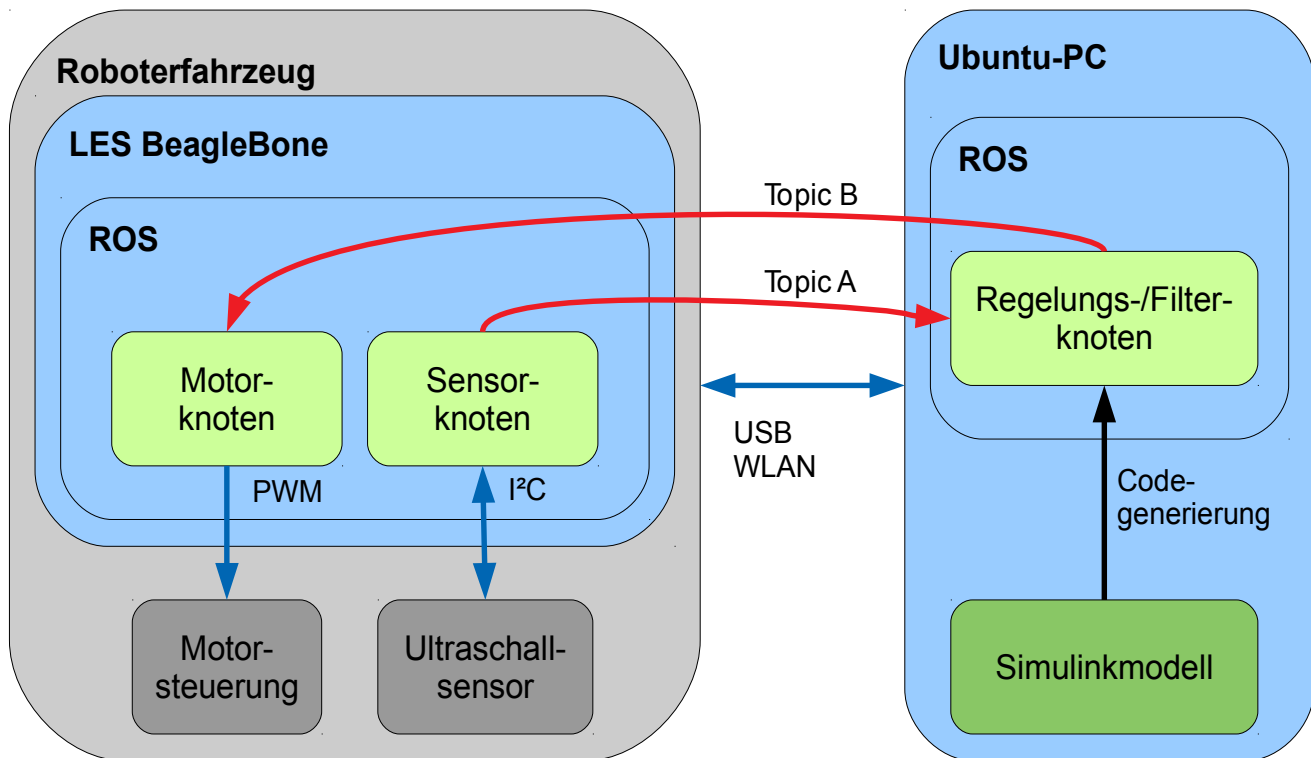 Roboterfahrzeug
LES BeagleBone
ROS
Motor-
knoten
Sensor-
knoten
PWM
I²C
Motor-
steuerung
Ultraschall-
sensor
Topic B
Topic A
USB
WLAN
Ubuntu-PC
ROS
Regelungs-/Filter-
knoten
Code-
generierung
Simulinkmodell